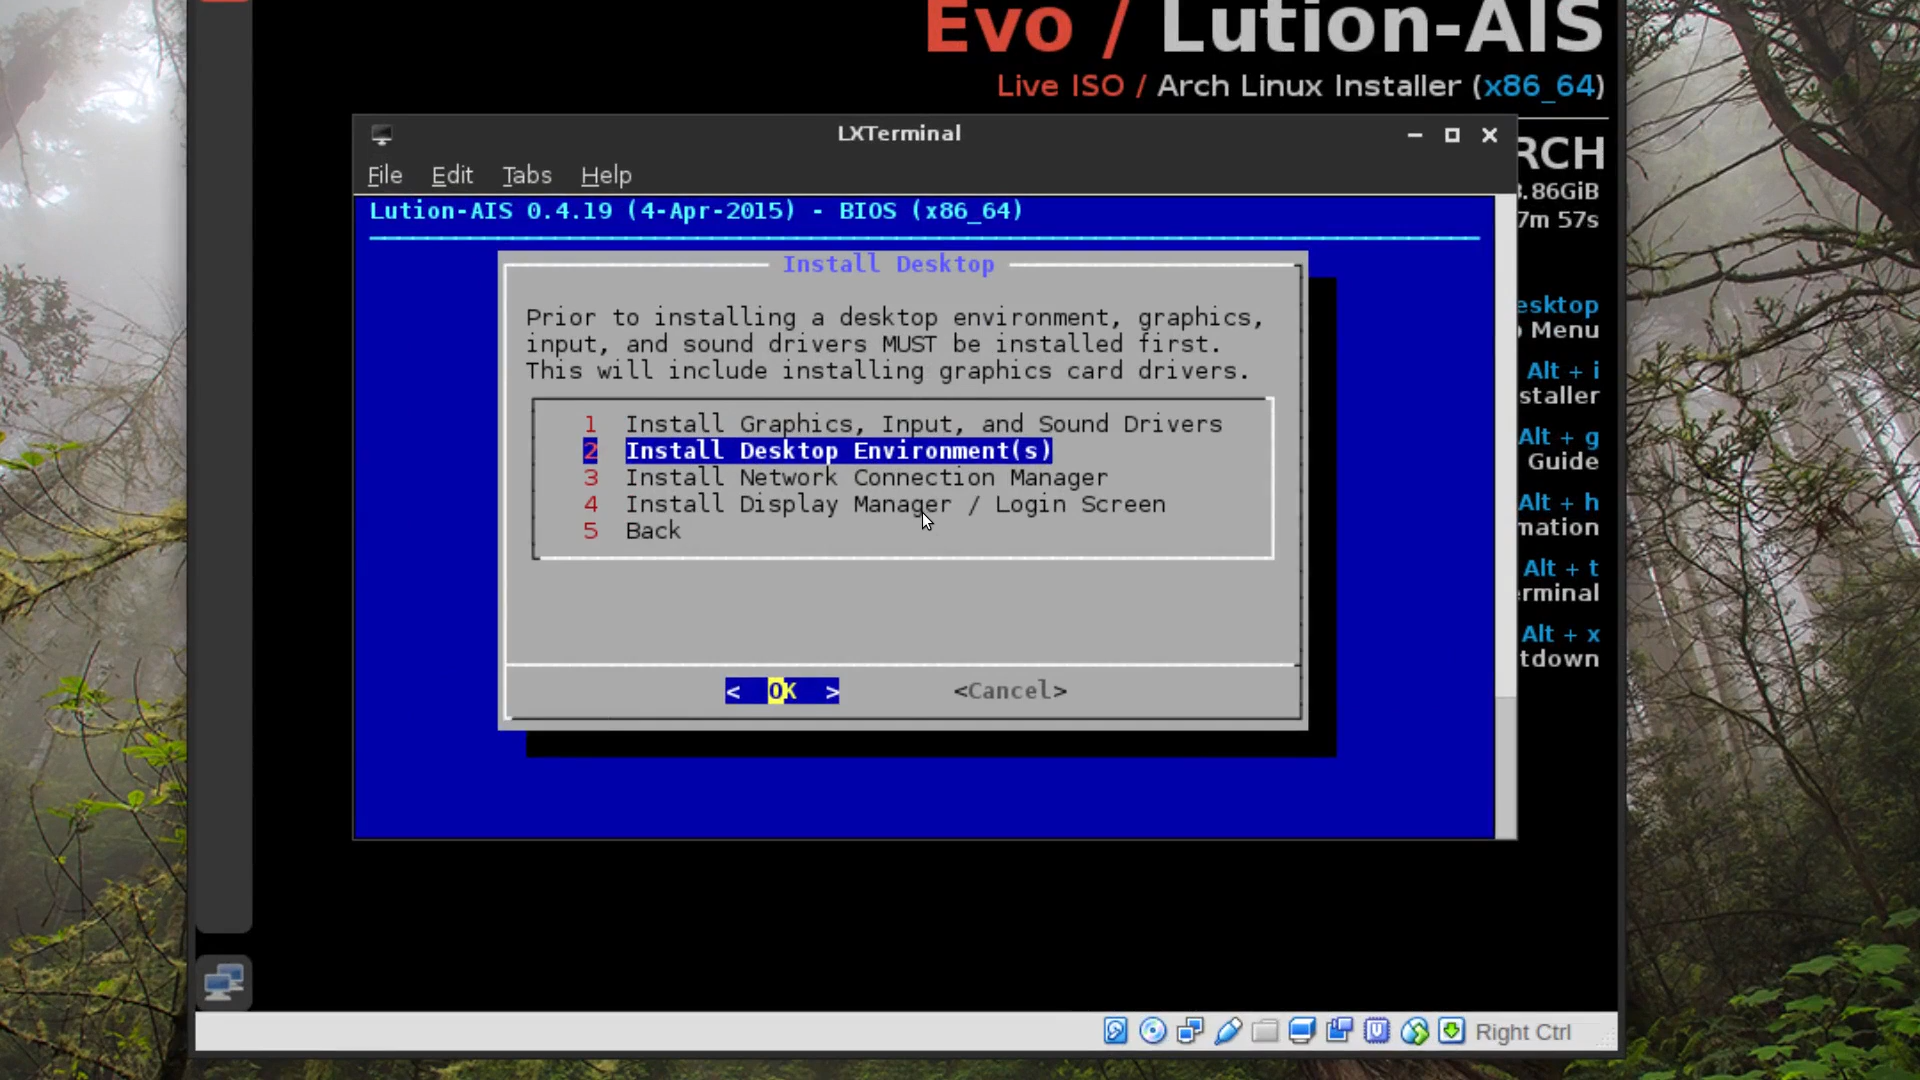 Evo / Lution-AIS
Live ISO / Arch Linux Installer (x86_64)
LXTerminal
File Edit Tabs Help
RCH
.86GiB
7m 57s
Lution-AIS 0.4.19 (4-Apr-2015) - BIOS (x86_64)
Install Desktop
Prior to installing a desktop environment, graphics,
input, and sound drivers MUST be installed first.
This will include installing graphics card drivers.
1 Install Graphics, Input, and Sound Drivers
2 Install Desktop Environment(s)
3 Install Network Connection Manager
4 Install Display Manager / Login Screen
5 Back
< OK > <Cancel>
esktop
Menu
Alt + i
staller
Alt + g
Guide
Alt + h
mation
Alt + t
erminal
Alt + x
tdown
Right Ctrl